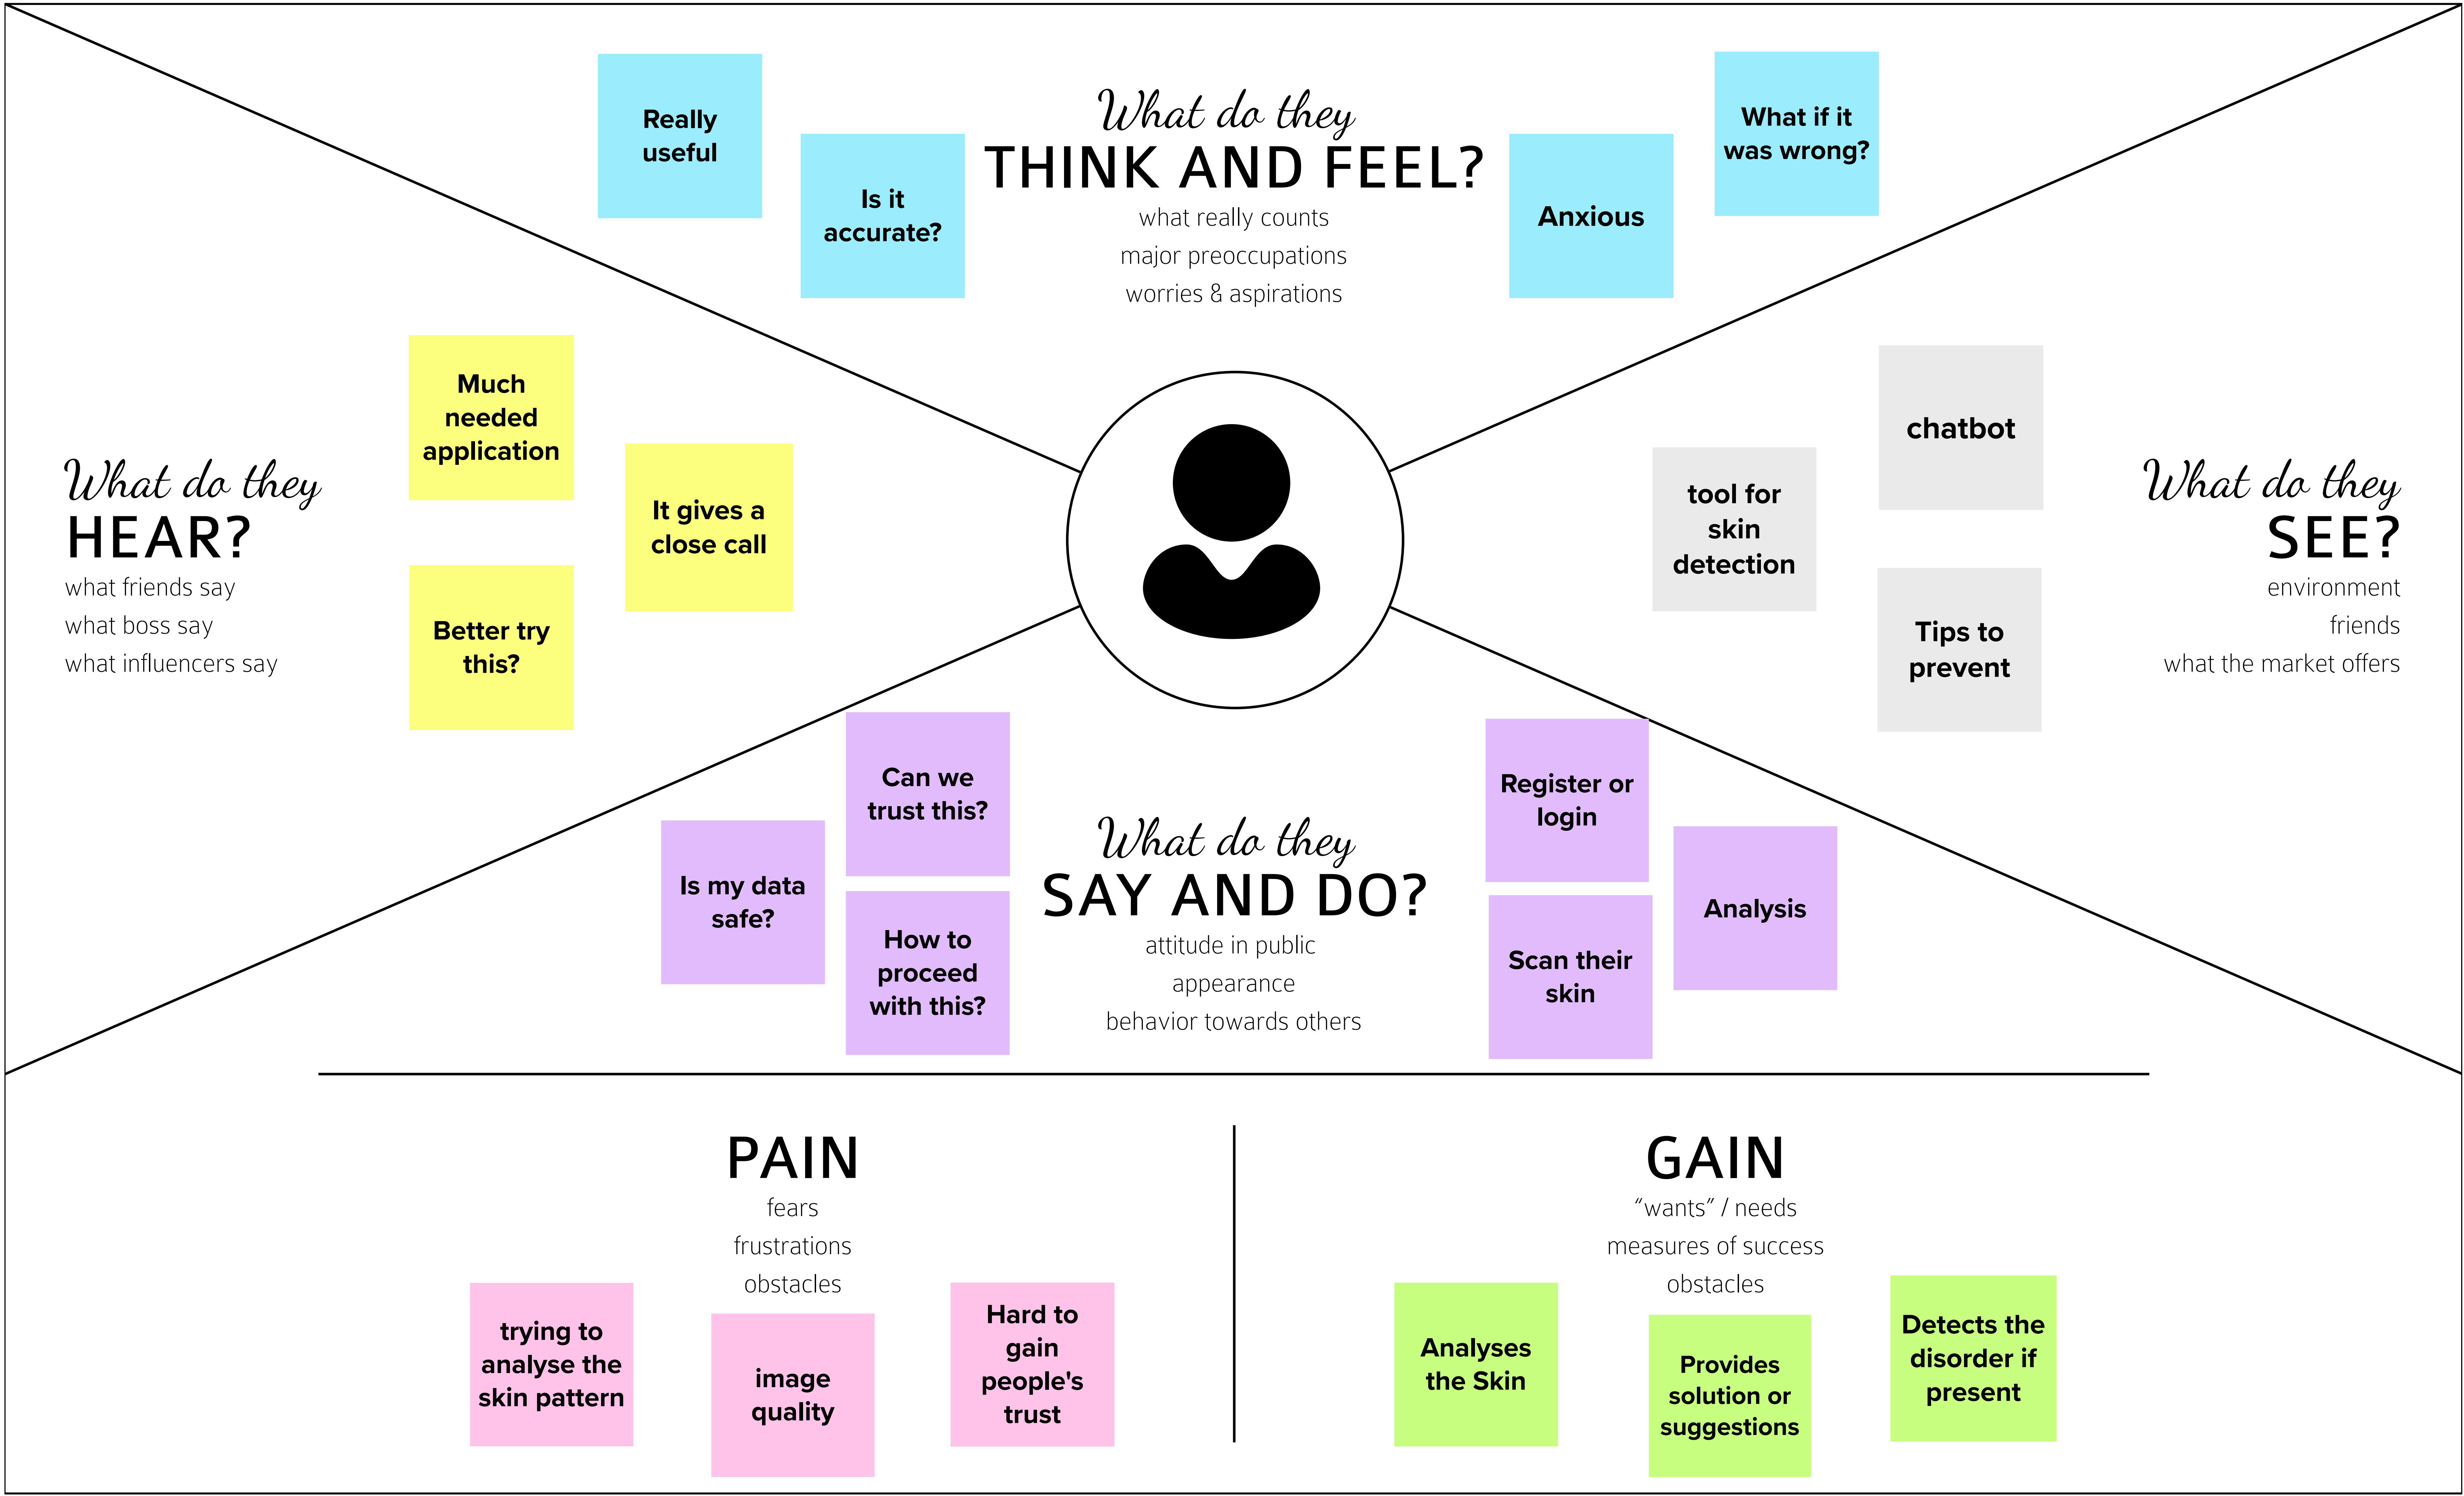 Really
useful
Is it
accurate?
What do they
THINK AND FEEL?
what really counts
major preoccupations
worries & aspirations
Anxious
What if it
was wrong?
What do they
HEAR?
what friends say
what boss say
what influencers say
Much
needed
application
It gives a
close call
Better try
this?
chatbot
tool for
skin
detection
Tips to
prevent
What do they
SEE?
environment
friends
what the market offers
Can we
trust this?
Is my data
safe?
How to
proceed
with this?
What do they
SAY AND DO?
attitude in public
appearance
behavior towards others
Register or
login
Analysis
Scan their
skin
PAIN
fears
frustrations
obstacles
trying to
analyse the
skin pattern
image
quality
Hard to
gain
people's
trust
GAIN
“wants” / needs
measures of success
obstacles
Analyses
the Skin
Provides
solution or
suggestions
Detects the
disorder if
present